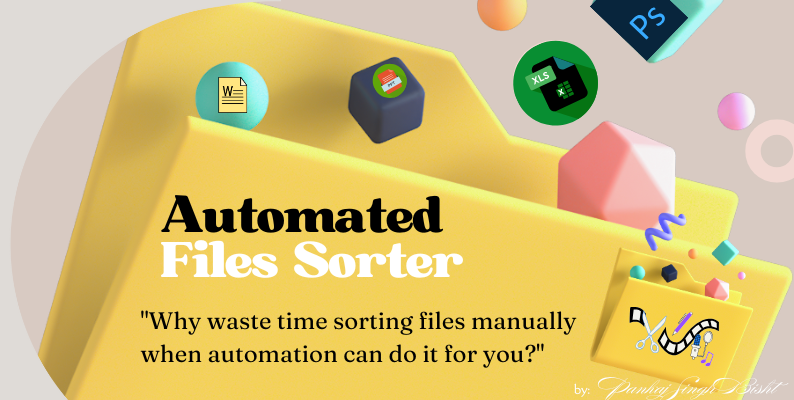 Ps
W
XLS
X
Automated
Files Sorter
"Why waste time sorting files manually
when automation can do it for you?"
by: Pankaj Singh Bisht